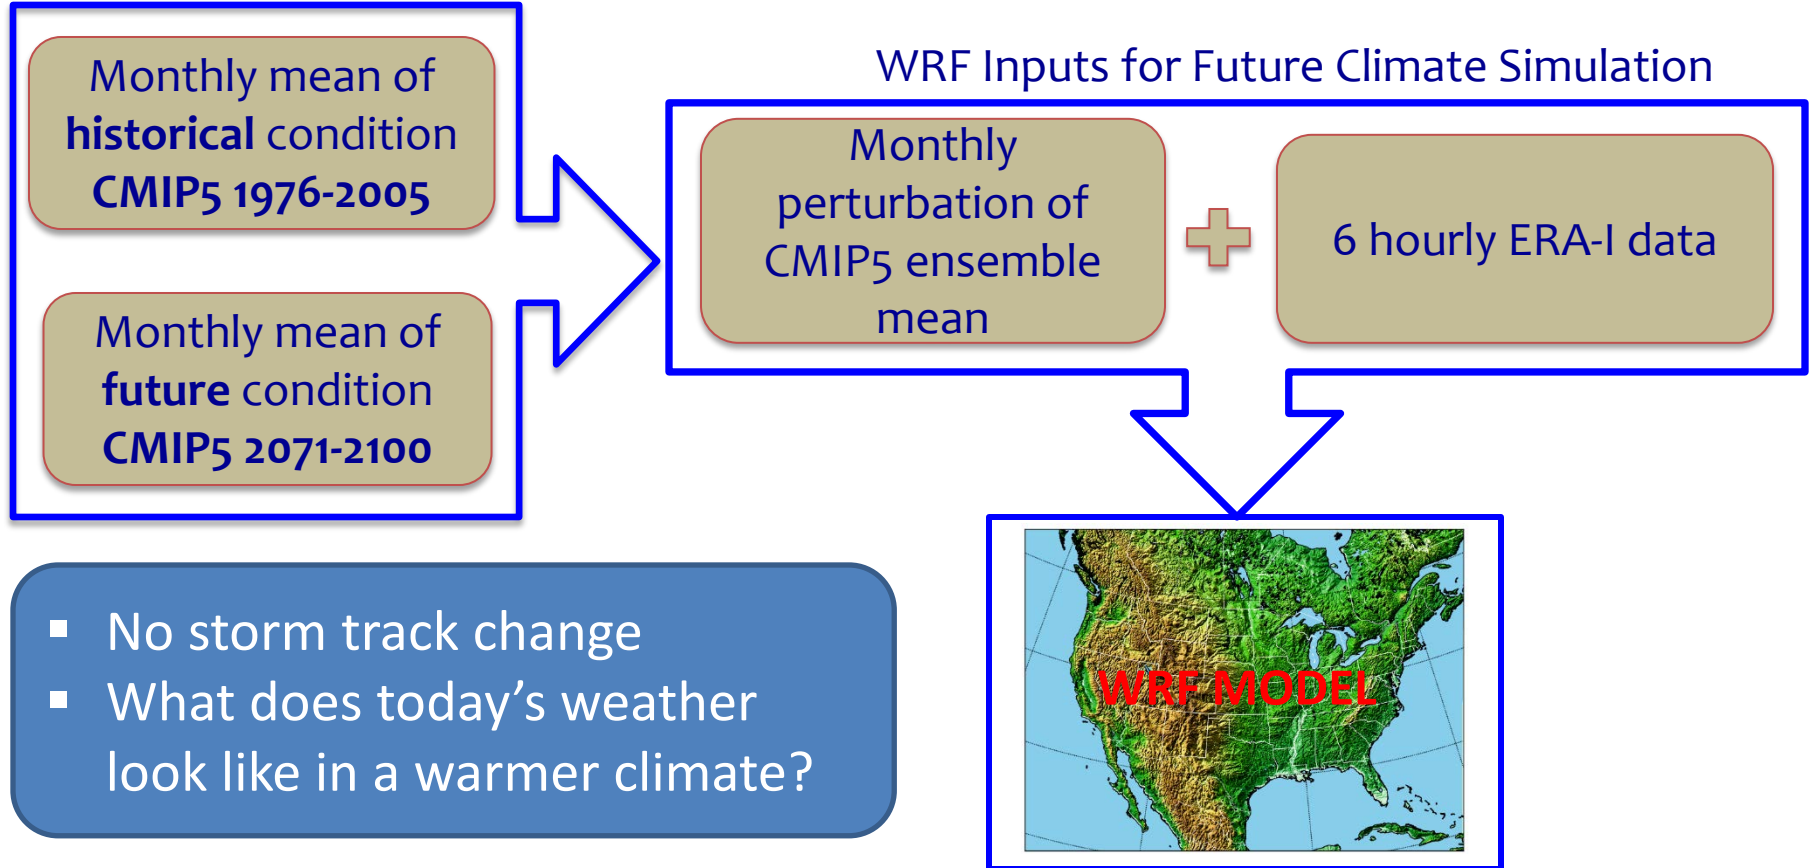 Monthly mean of
historical condition
CMIP5 1976-2005
Monthly mean of
future condition
CMIP5 2071-2100
WRF Inputs for Future Climate Simulation
Monthly
perturbation of
CMIP5 ensemble
mean
6 hourly ERA-I data
▪ No storm track change
▪ What does today’s weather
look like in a warmer climate?
WRF MODEL